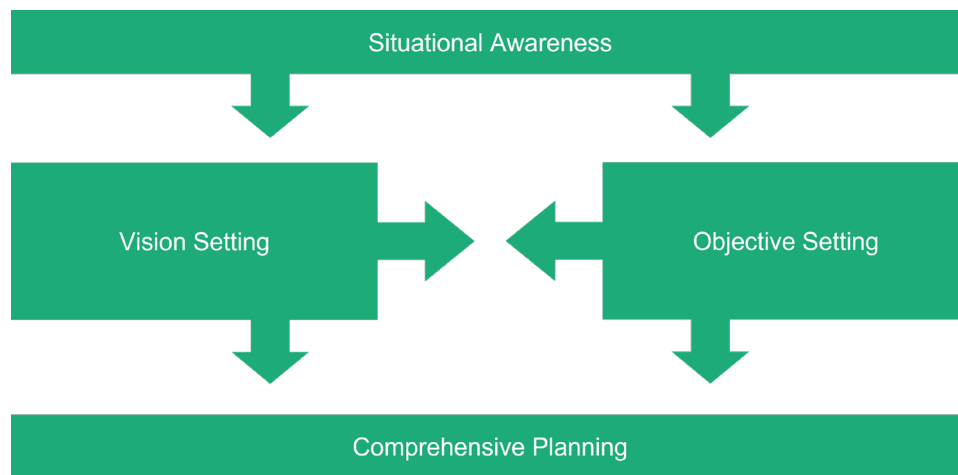 Situational Awareness
Vision Setting
Objective Setting
Comprehensive Planning